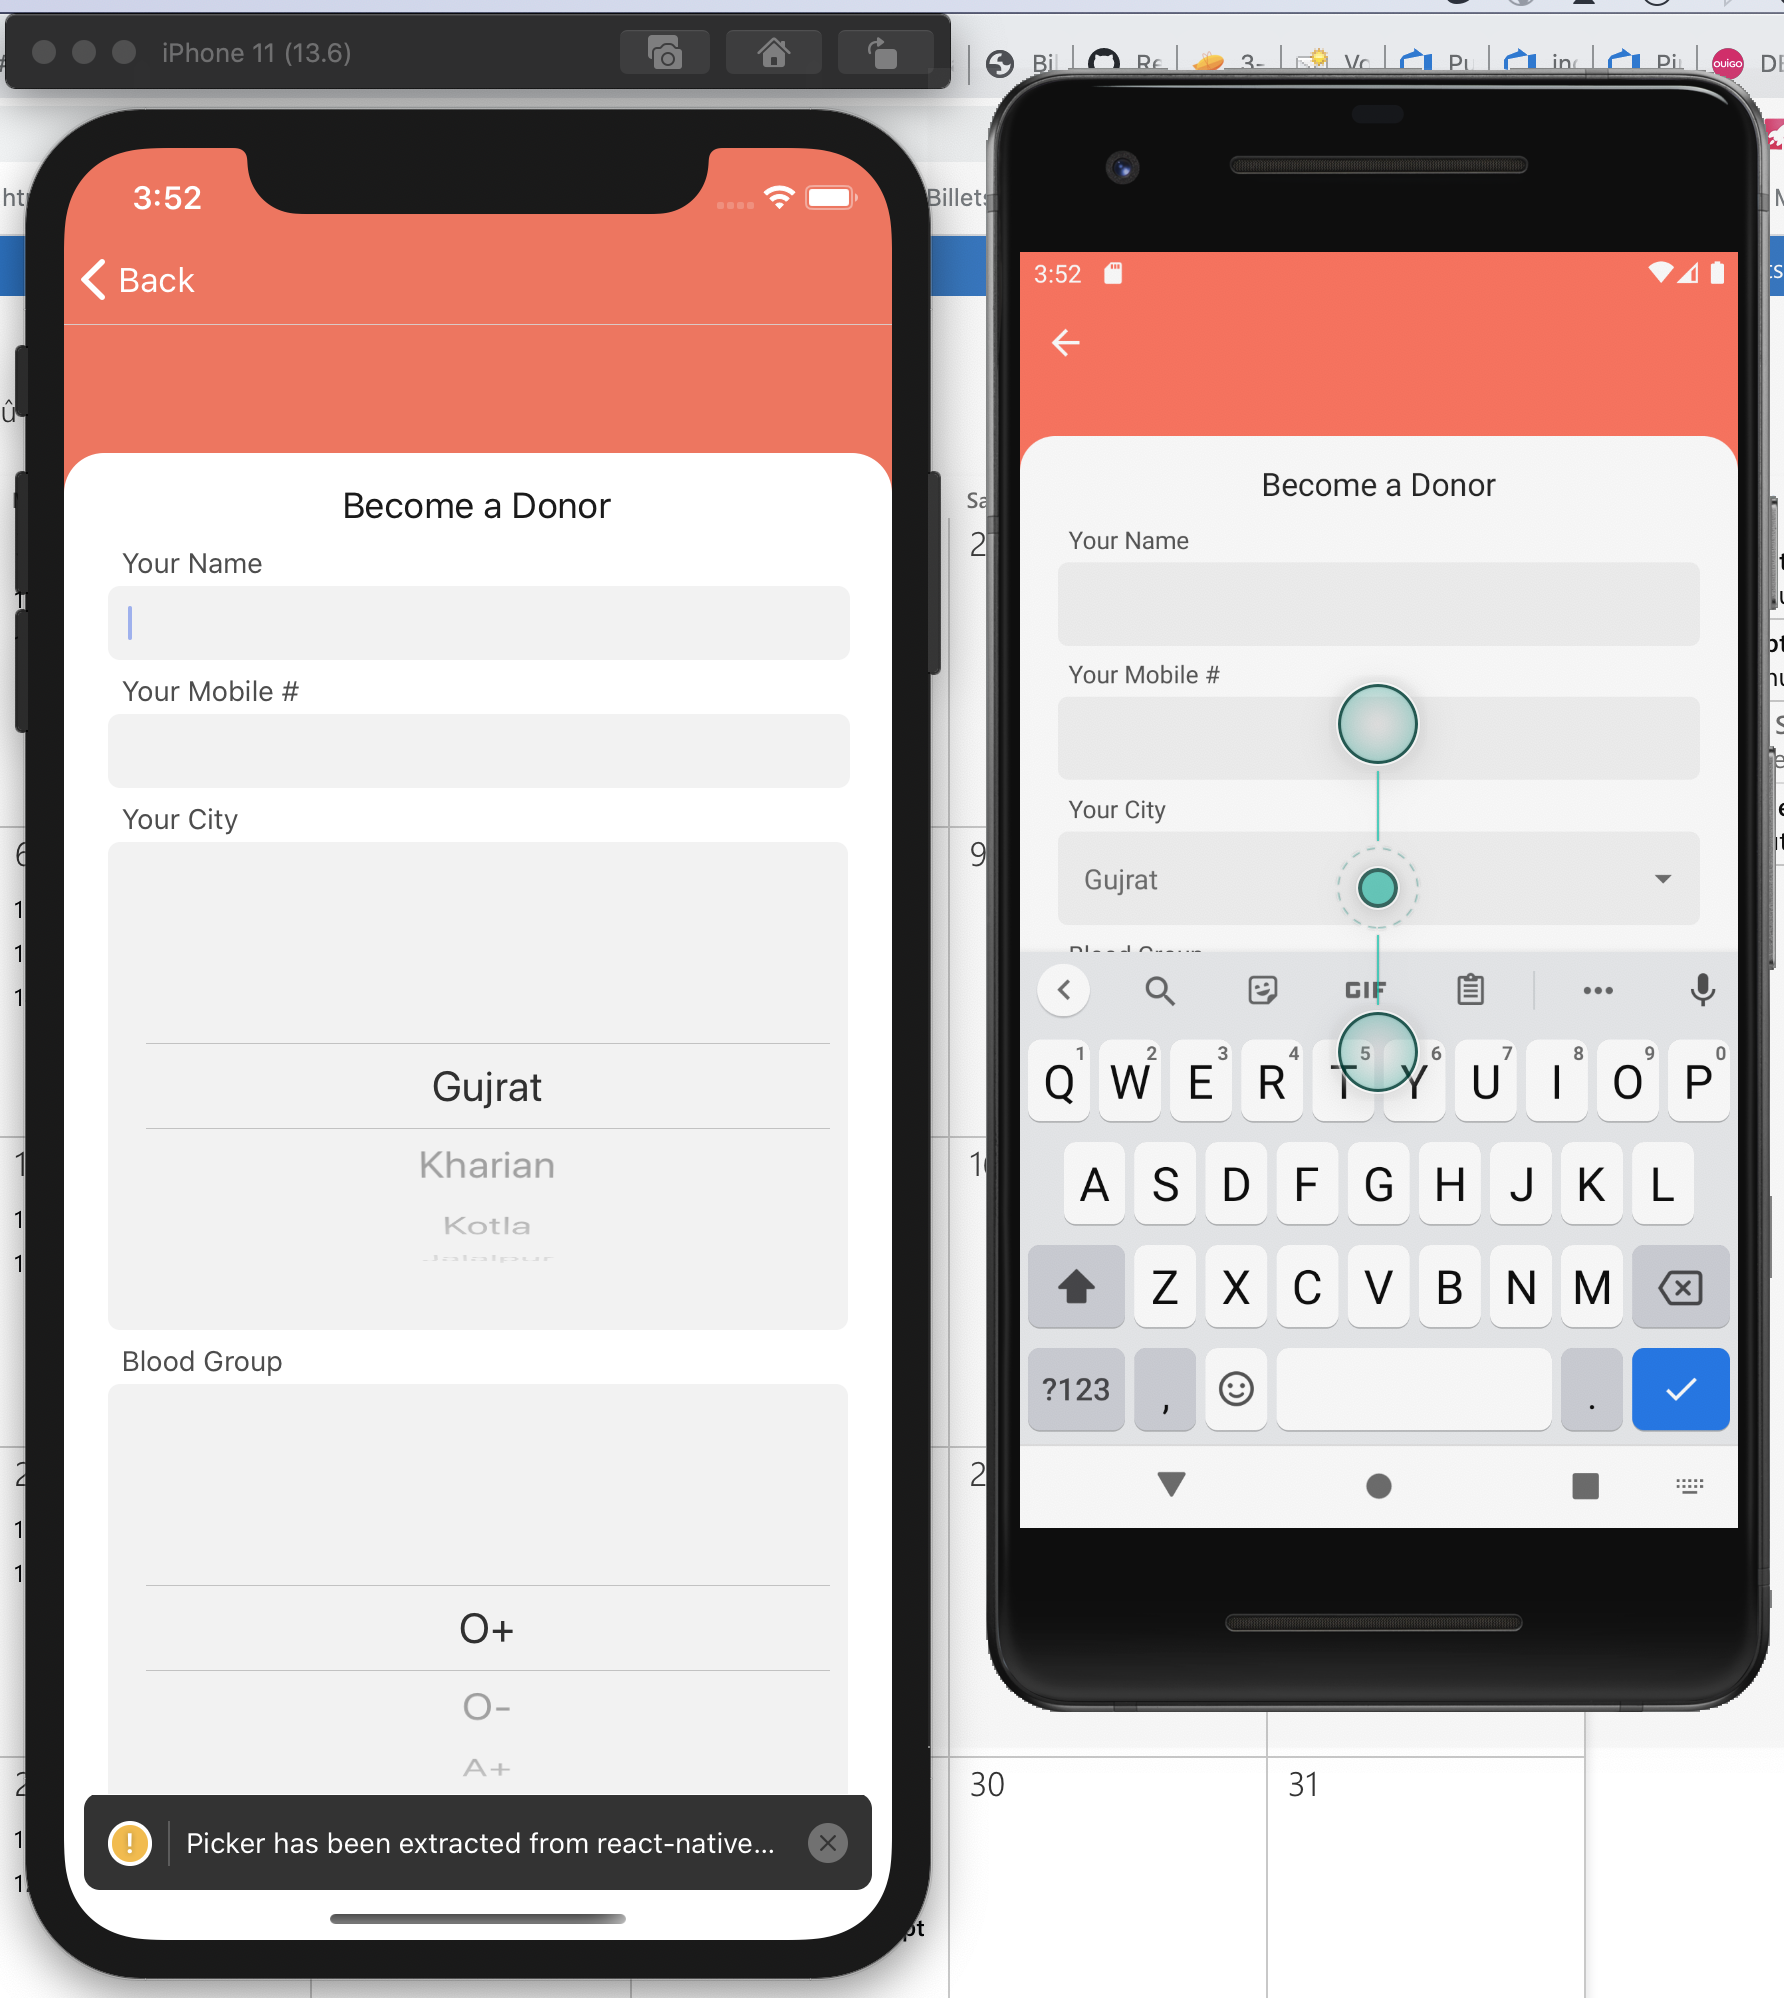 iPhone 11 (13.6)
3:52
Back
Become a Donor
Your Name
Your Mobile #
Your City
Gujrat
Kharian
Kotla
Jalalpur
Blood Group
O+
O-
A+
Picker has been extracted from react-native...
Billets
OUIGO
3:52
Become a Donor
Your Name
Your Mobile #
Your City
Gujrat
Blood Group
GIF
1 2 3 4 5 6 7 8 9 0
Q W E R T Y U I O P
A S D F G H J K L
Z X C V B N M
?123 , .
30
31